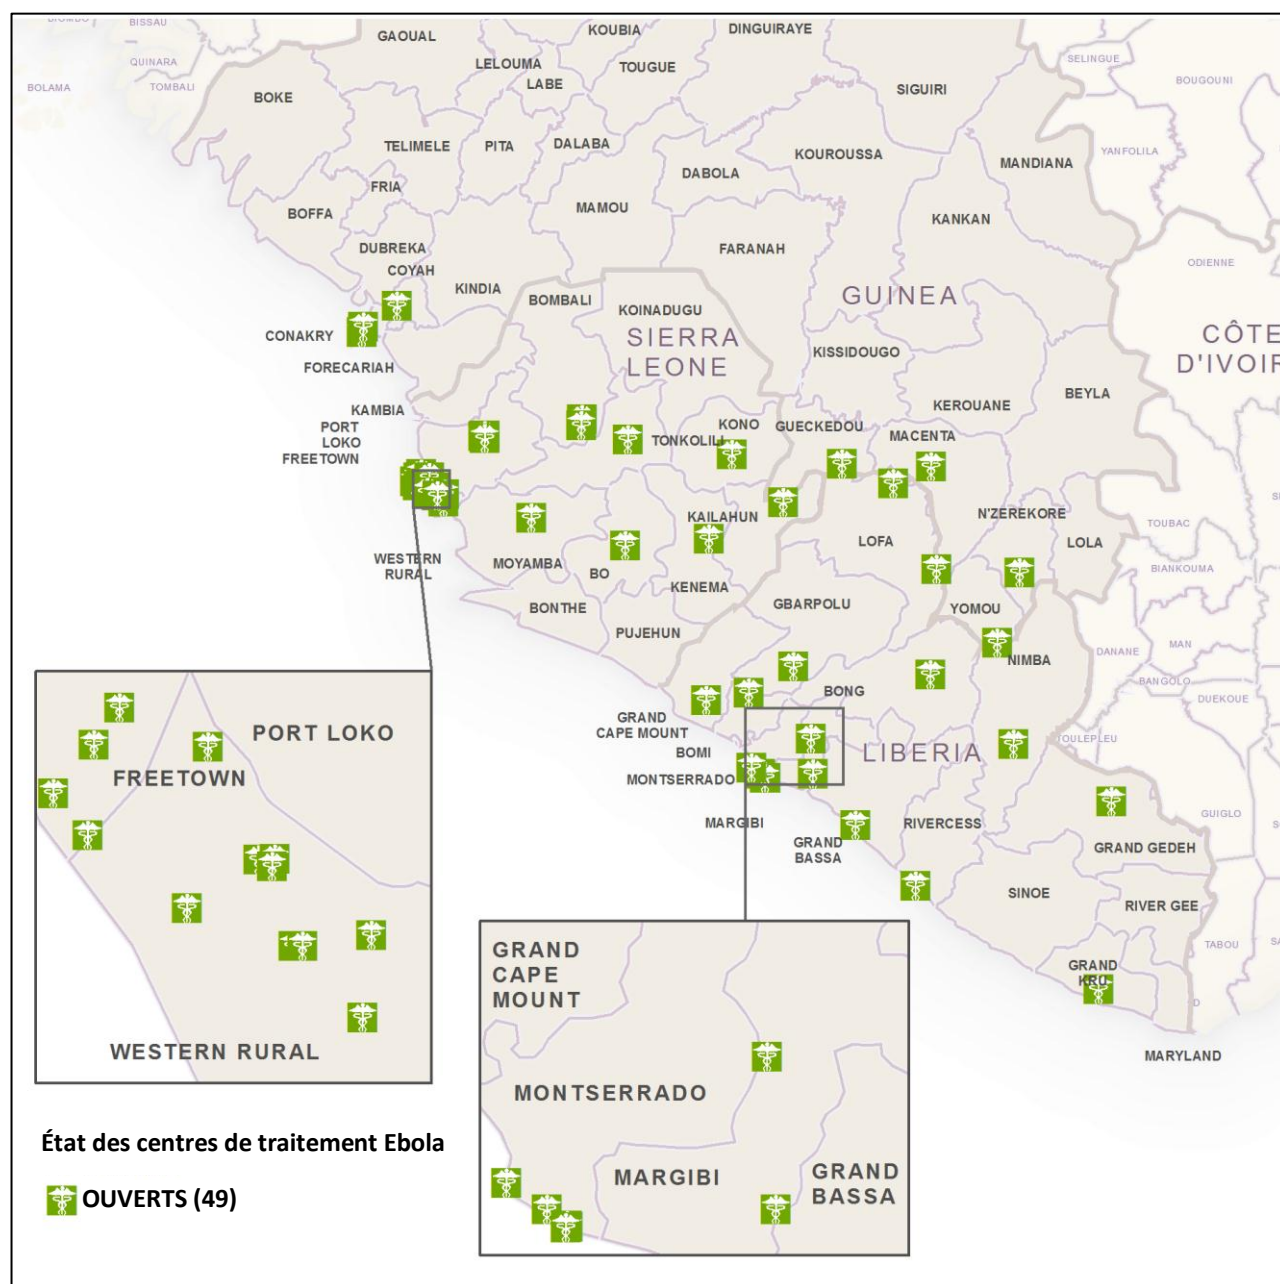 BISSAU
QUINARA
BOLAMA
TOMBALI
GAOUAL
KOUBIA
DINGUIRAYE
LELOUMA
TOUGUE
LABE
BOKE
SIGUIRI
SELINGUE
BOUGOUNI
YANFOLILA
TELIMELE
PITA
DALABA
KOUROUSSA
MANDIANA
FRIA
DABOLA
BOFFA
MAMOU
KANKAN
DUBREKA
FARANAH
COYAH
ODIENNE
KINDIA
BOMBALI
KOINADUGU
GUINEA
CONAKRY
SIERRA
LEONE
KISSIDOUGO
CÔTE
D'IVOIR
FORECARIAH
BEYLA
KEROUANE
KAMBIA
PORT
LOKO
FREETOWN
TONKOLILI
KONO
GUECKEDOU
MACENTA
KAILAHUN
N'ZEREKORE
LOFA
LOLA
TOUBAC
BIANKOUMA
WESTERN
RURAL
MOYAMBA
BO
KENEMA
BONTHE
GBARPOLU
YOMOU
PUJEHUN
NIMBA
DANANE
MAN
BANGOLO
DUEKOUE
BONG
GRAND
CAPE MOUNT
BOMI
LIBERIA
TOULEPLEU
MONTSERRADO
MARGIBI
GRAND
BASSA
RIVERCESS
GUIGLO
GRAND GEDEH
SINOE
RIVER GEE
TABOU
GRAND
KRU
MARYLAND
PORT LOKO
FREETOWN
WESTERN RURAL
GRAND
CAPE
MOUNT
MONTSERRADO
MARGIBI
GRAND
BASSA
État des centres de traitement Ebola
OUVERTS (49)